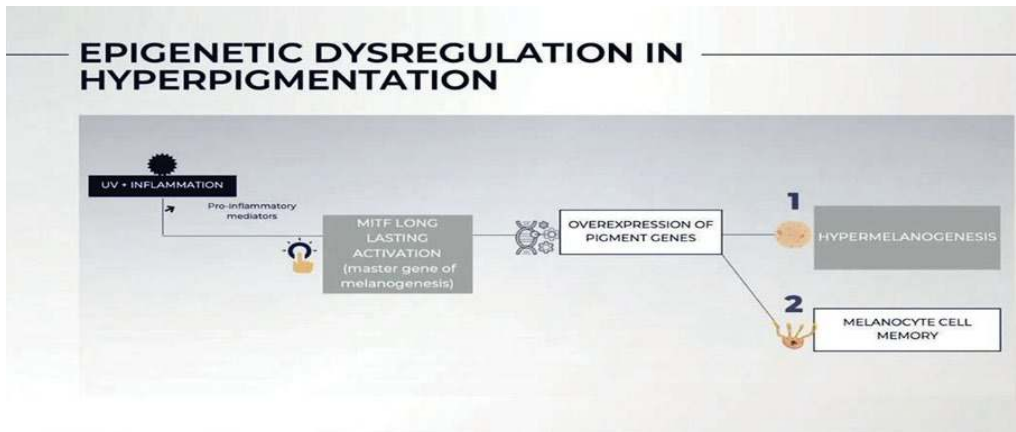 EPIGENETIC DYSREGULATION IN
HYPERPIGMENTATION
UV + INFLAMMATION
Pro-inflammatory
mediators
MITF LONG
LASTING
ACTIVATION
(master gene of
melanogenesis)
OVEREXPRESSION OF
PIGMENT GENES
1
HYPERMELANOGENESIS
2
MELANOCYTE CELL
MEMORY